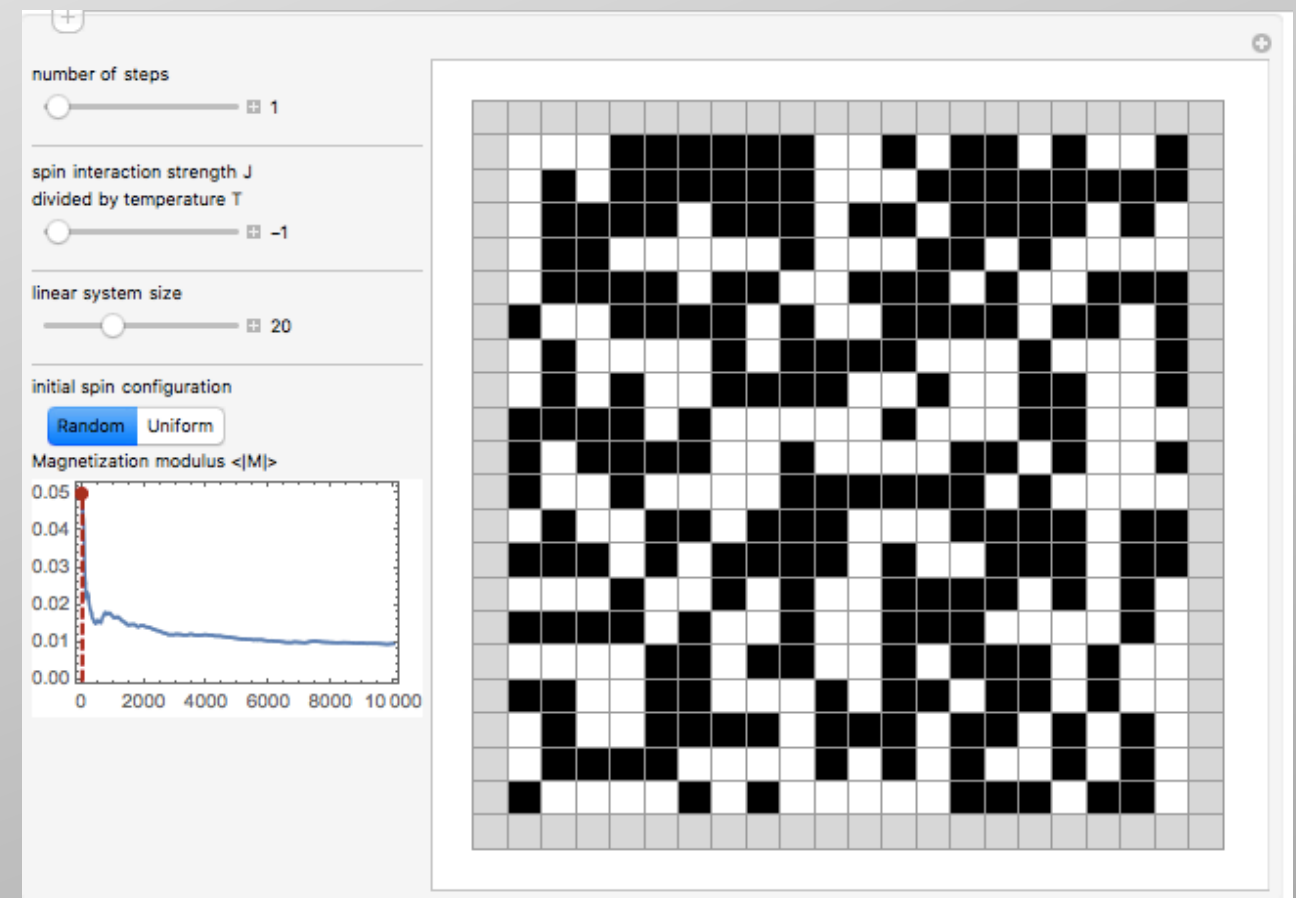 number of steps
1
spin interaction strength J
divided by temperature T
−1
linear system size
20
initial spin configuration
Random Uniform
Magnetization modulus <|M|>
0.05
0.04
0.03
0.02
0.01
0.00
0 2000 4000 6000 8000 10 000